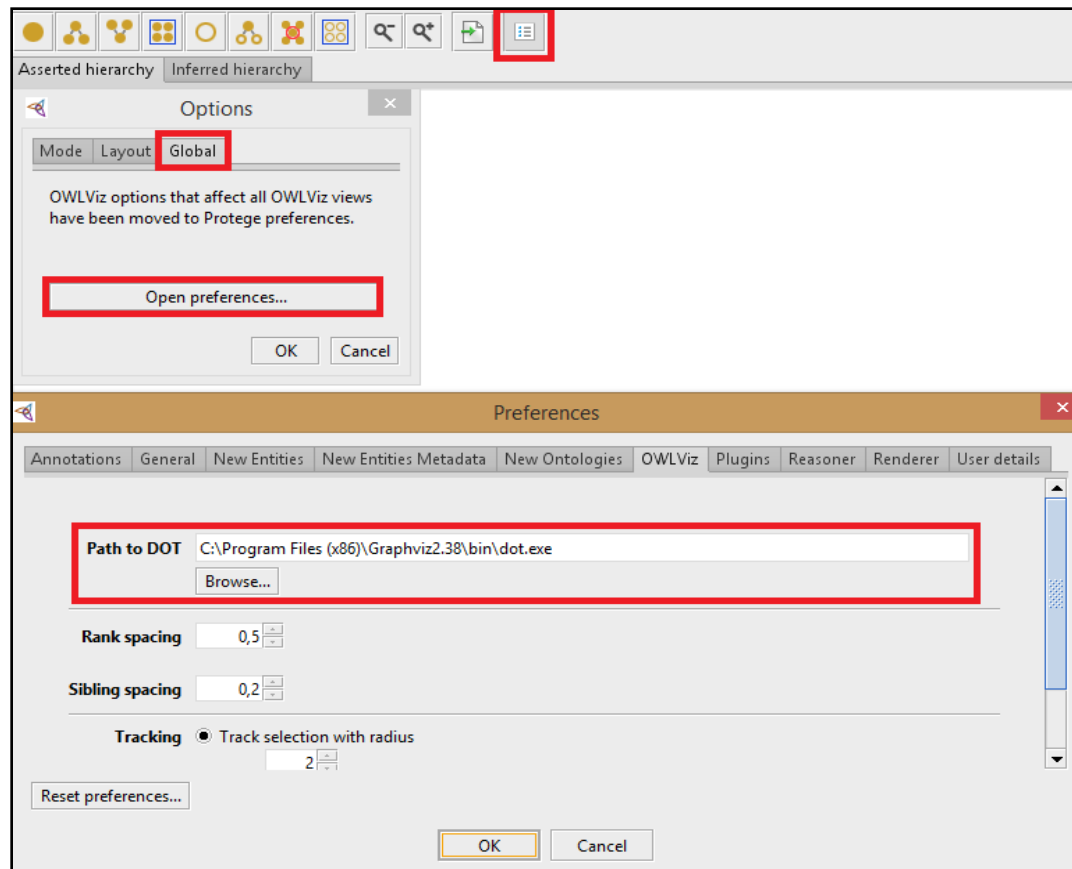 Asserted hierarchy Inferred hierarchy
Options
Mode Layout Global
OWLViz options that affect all OWLViz views
have been moved to Protege preferences.
Open preferences...
OK Cancel
Preferences
Annotations General New Entities New Entities Metadata New Ontologies OWLViz Plugins Reasoner Renderer User details
Path to DOT C:\Program Files (x86)\Graphviz2.38\bin\dot.exe
Browse...
Rank spacing 0,5
Sibling spacing 0,2
Tracking Track selection with radius
2
Reset preferences...
OK Cancel